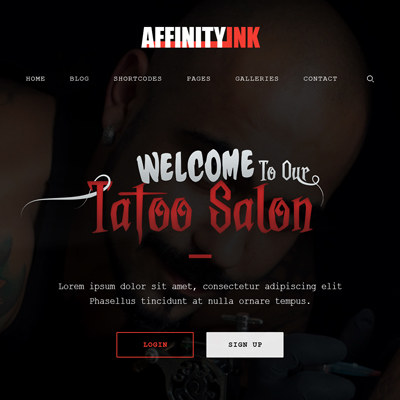 AFFINITYINK
HOME BLOG SHORTCODES PAGES GALLERIES CONTACT
WELCOME To Our
Tatoo Salon
Lorem ipsum dolor sit amet, consectetur adipiscing elit
Phasellus tincidunt at nulla ornare tempus.
LOGIN SIGN UP